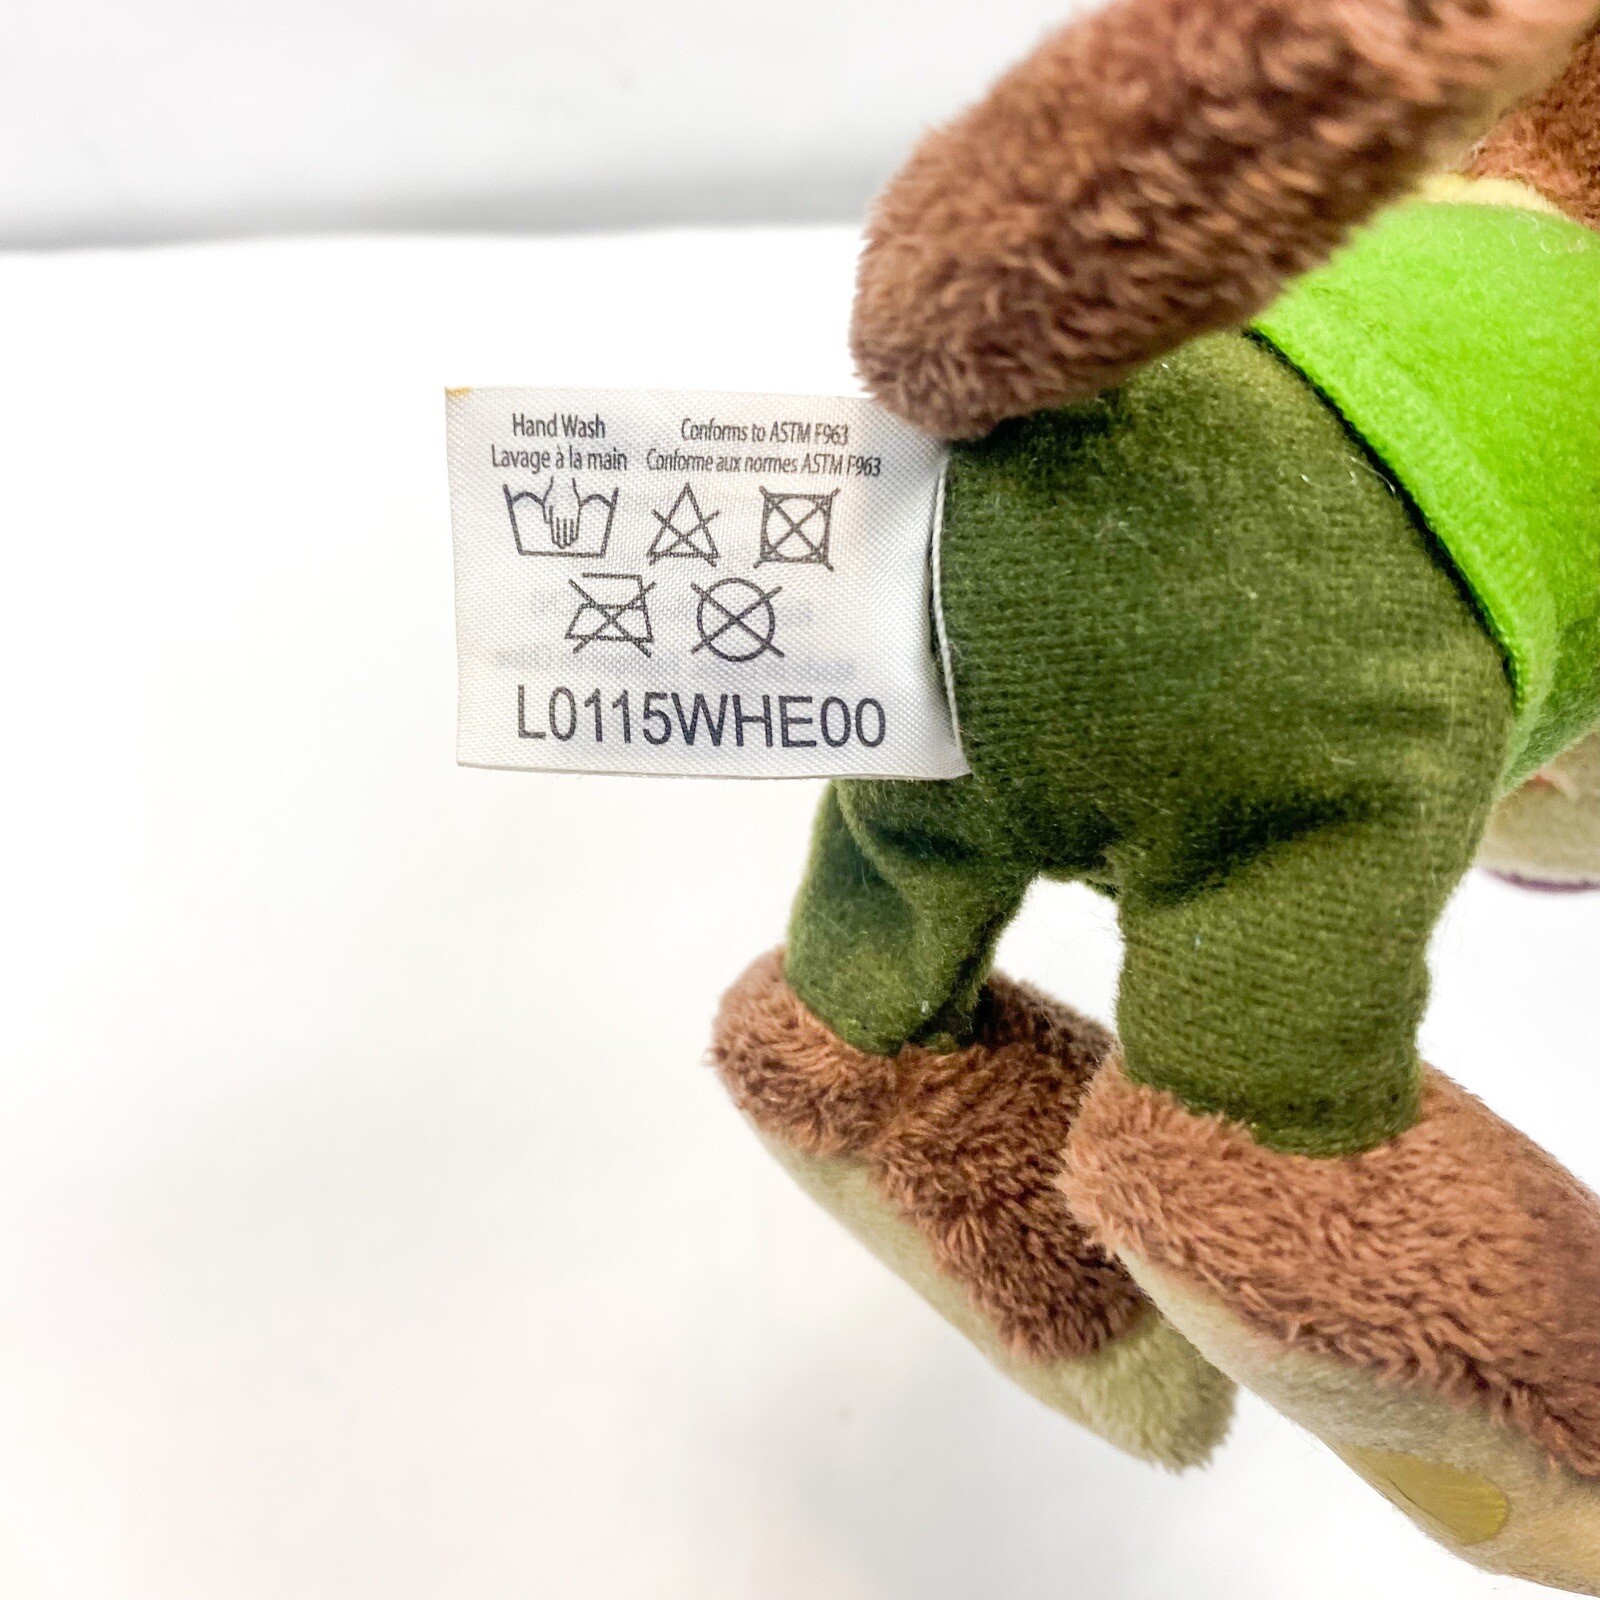 Hand Wash
Lavage à la main
Conforms to ASTM F963
Conforme aux normes ASTM F963
L0115WHE00